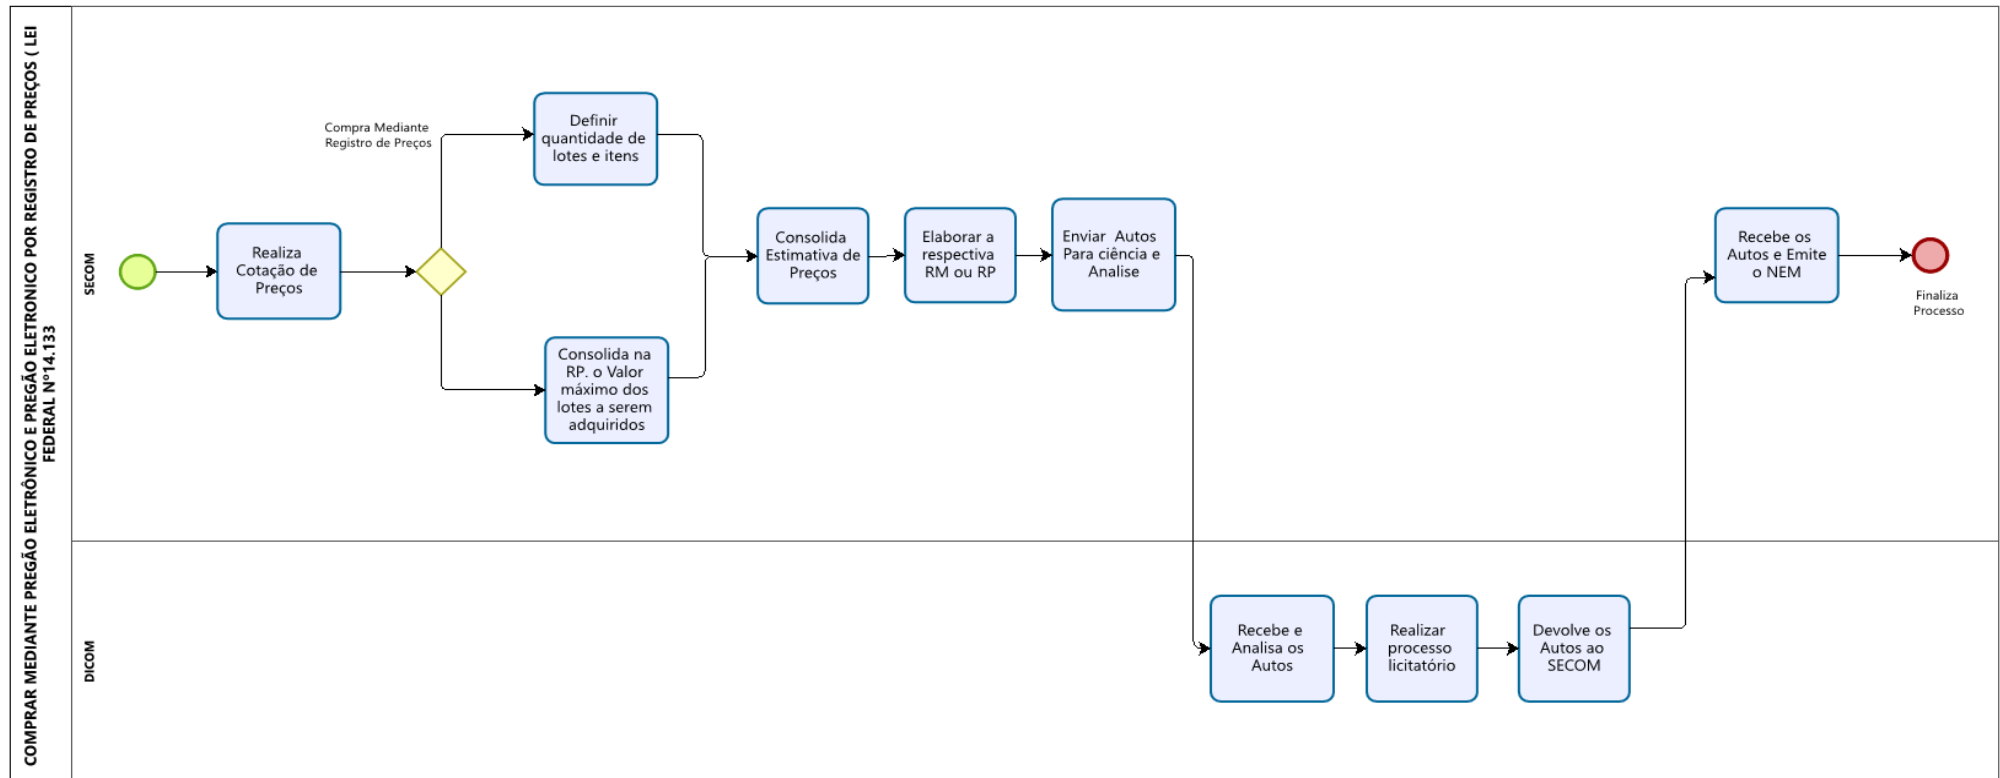 COMPRAR MEDIANTE PREGÃO ELETRÔNICO E PREGÃO ELETRONICO POR REGISTRO DE PREÇOS ( LEI
FEDERAL Nº14.133
SECOM
Realiza
Cotação de
Preços
Compra Mediante
Registro de Preços
Definir
quantidade de
lotes e itens
Consolida na
RP. o Valor
máximo dos
lotes a serem
adquiridos
Consolida
Estimativa de
Preços
Elaborar a
respectiva
RM ou RP
Enviar Autos
Para ciência e
Analise
Recebe os
Autos e Emite
o NEM
Finaliza
Processo
DICOM
Recebe e
Analisa os
Autos
Realizar
processo
licitatório
Devolve os
Autos ao
SECOM